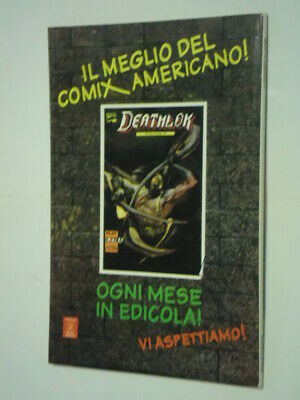 IL MEGLIO DEL
COMIX AMERICANO!
DEATHLOK
OGNI MESE
IN EDICOLA!
VI ASPETTIAMO!